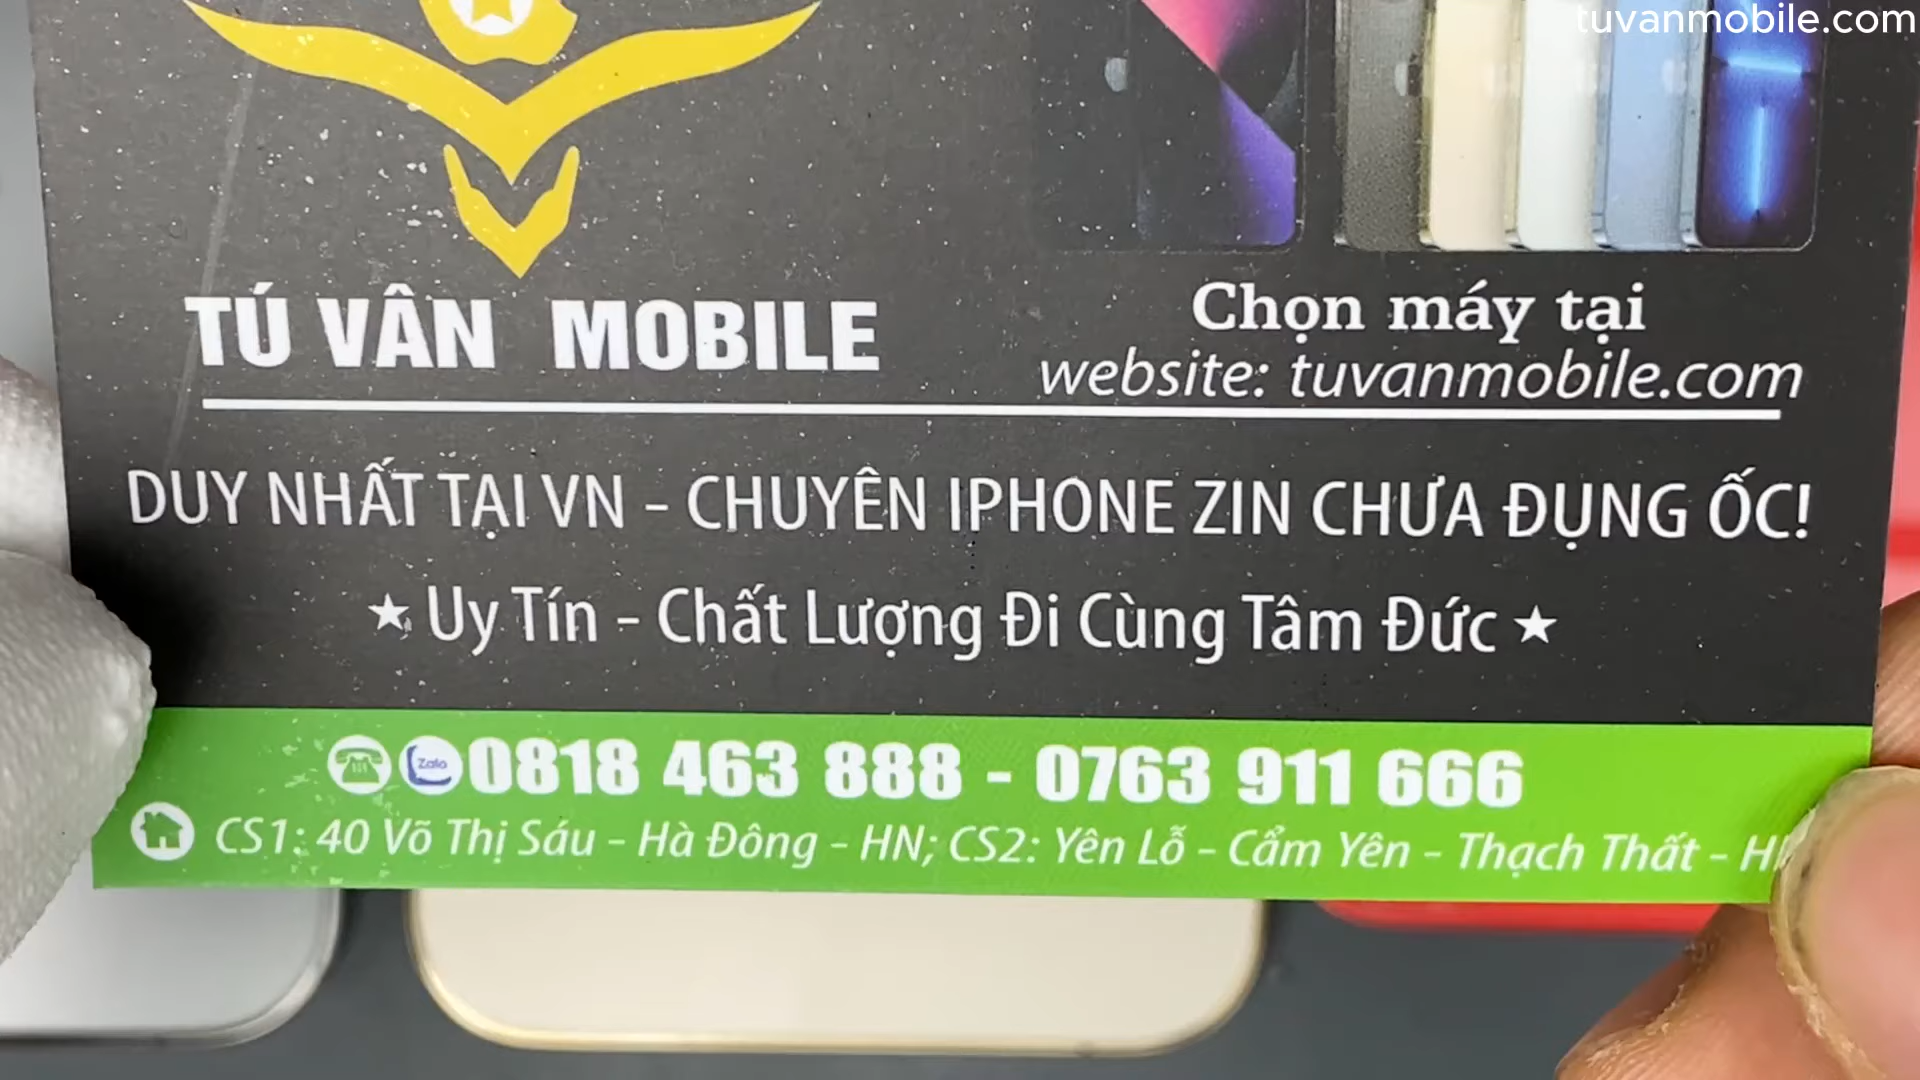 tuvanmobile.com
TÚ VÂN MOBILE
Chọn máy tại
website: tuvanmobile.com
DUY NHẤT TẠI VN - CHUYÊN IPHONE ZIN CHƯA ĐỤNG ỐC!
★ Uy Tín - Chất Lượng Đi Cùng Tâm Đức ★
Zalo 0818 463 888 - 0763 911 666
CS1: 40 Võ Thị Sáu - Hà Đông - HN; CS2: Yên Lỗ - Cẩm Yên - Thạch Thất -